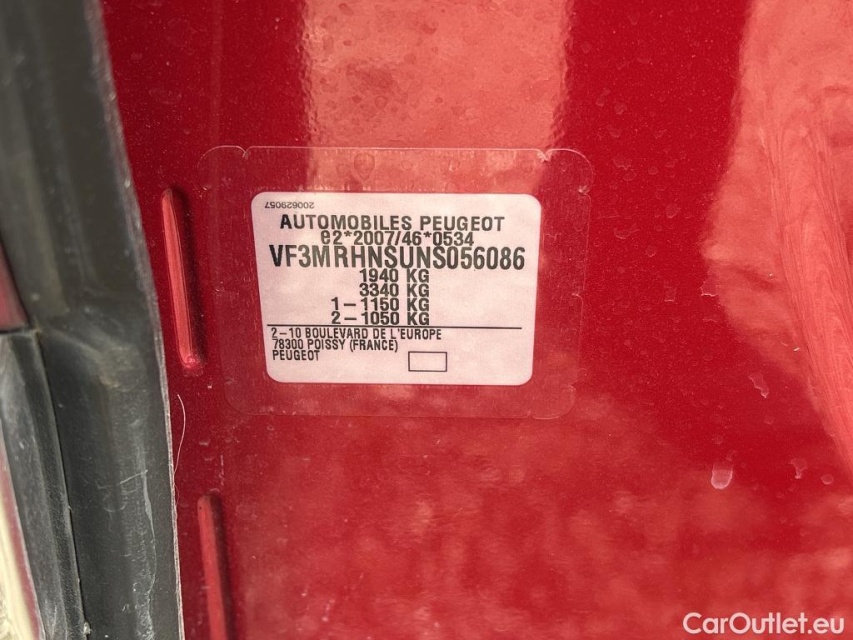 200629057
AUTOMOBILES PEUGEOT
e2*2007/46*0534
VF3MRHNSUNS056086
1940 KG
3340 KG
1-1150 KG
2-1050 KG
2-10 BOULEVARD DE L'EUROPE
78300 POISSY (FRANCE)
PEUGEOT
CarOutlet.eu